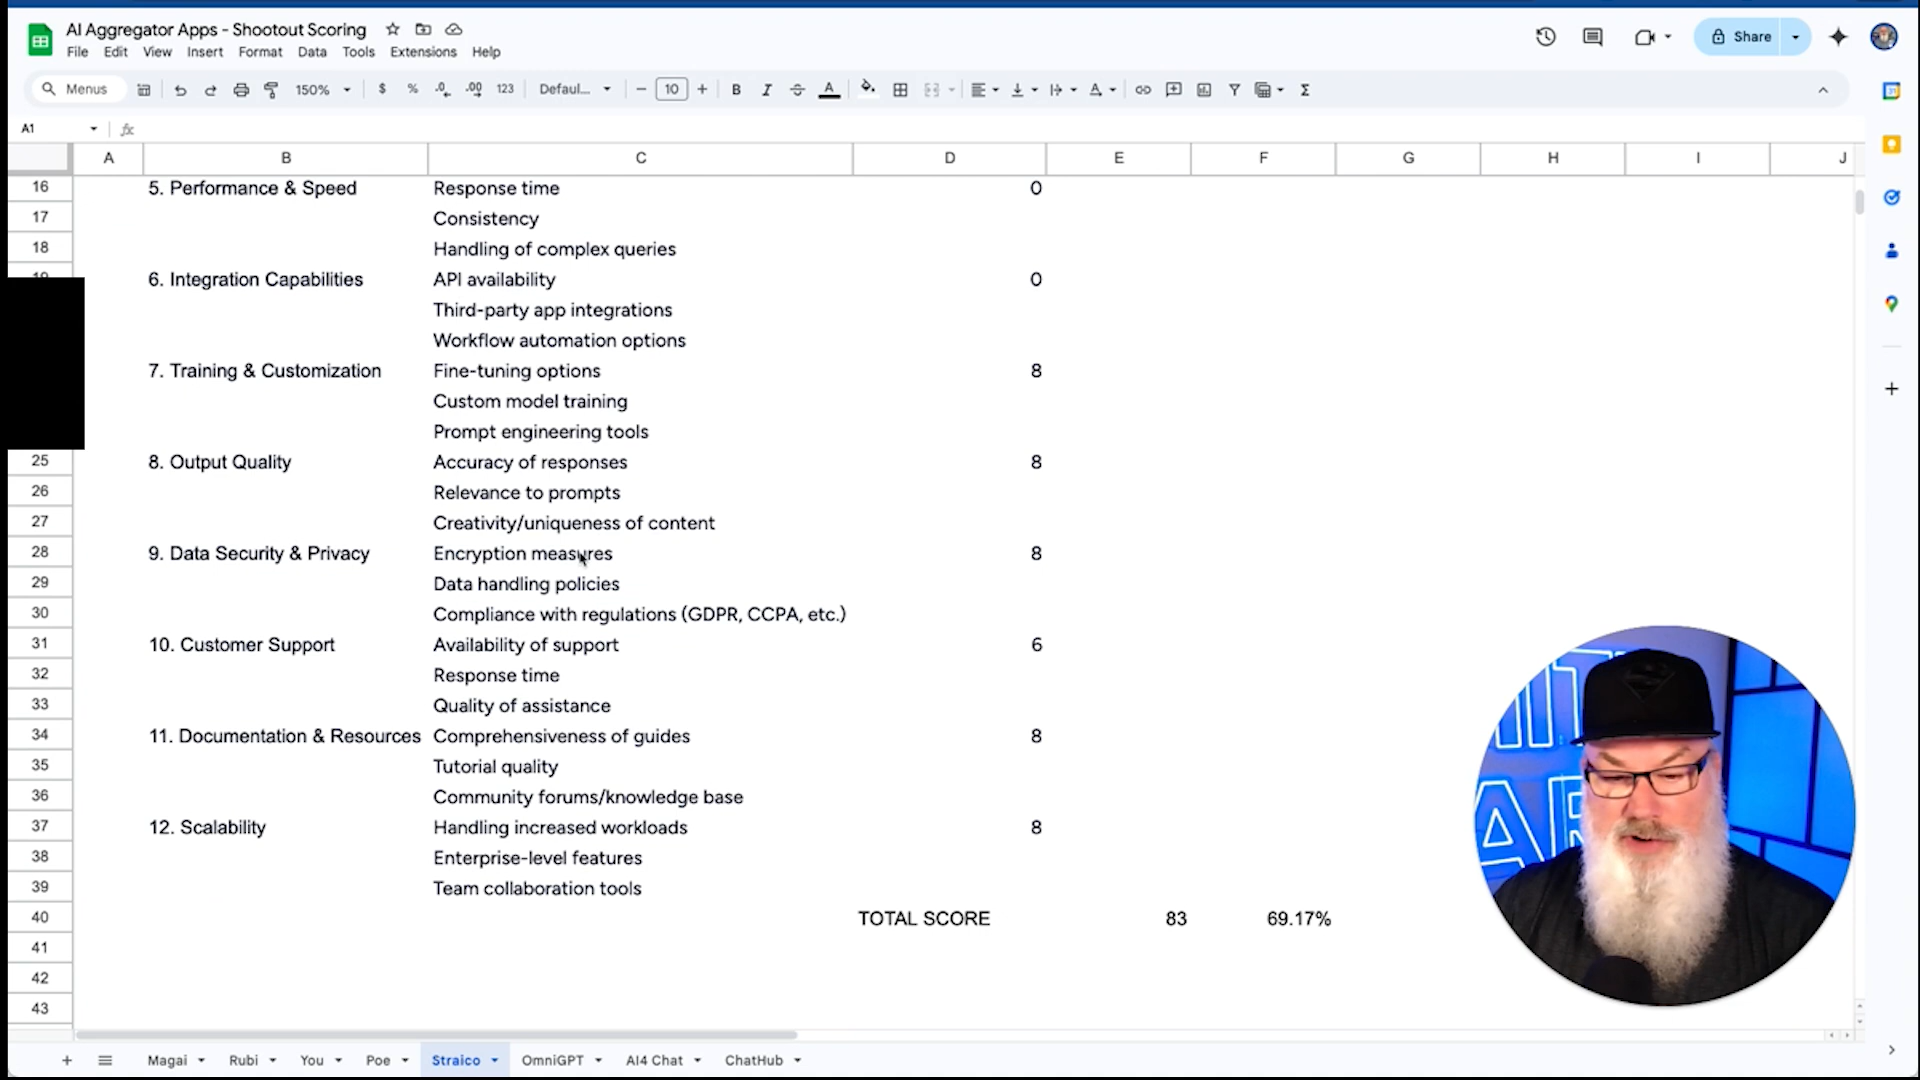 AI Aggregator Apps - Shootout Scoring
File Edit View Insert Format Data Tools Extensions Help
Share
Menus 150% $ % .0 .00 123 Defaul... 10 B I A
A1 fx
A B C D E F G H I J
16 5. Performance & Speed Response time 0
17 Consistency
18 Handling of complex queries
19 6. Integration Capabilities API availability 0
Third-party app integrations
Workflow automation options
7. Training & Customization Fine-tuning options 8
Custom model training
Prompt engineering tools
25 8. Output Quality Accuracy of responses 8
26 Relevance to prompts
27 Creativity/uniqueness of content
28 9. Data Security & Privacy Encryption measures 8
29 Data handling policies
30 Compliance with regulations (GDPR, CCPA, etc.)
31 10. Customer Support Availability of support 6
32 Response time
33 Quality of assistance
34 11. Documentation & Resources Comprehensiveness of guides 8
35 Tutorial quality
36 Community forums/knowledge base
37 12. Scalability Handling increased workloads 8
38 Enterprise-level features
39 Team collaboration tools
40 TOTAL SCORE 83 69.17%
41
42
43
Magai Rubi You Poe Straico OmniGPT AI4 Chat ChatHub